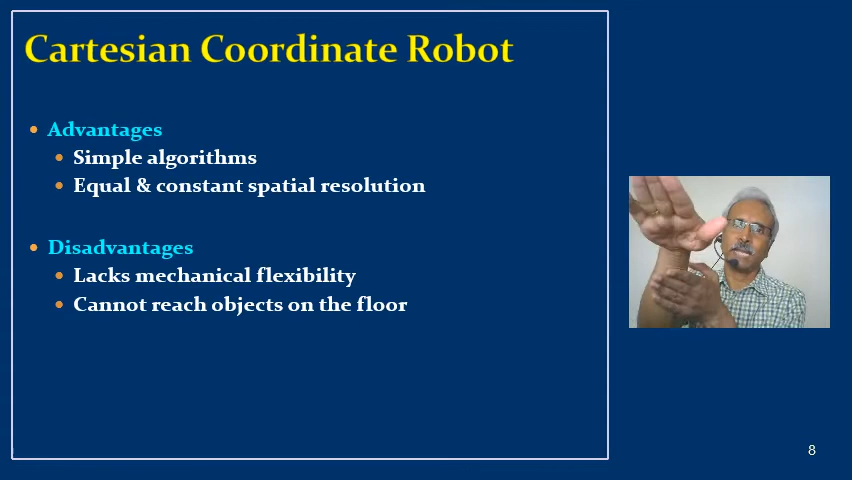 Cartesian Coordinate Robot
• Advantages
• Simple algorithms
• Equal & constant spatial resolution
• Disadvantages
• Lacks mechanical flexibility
• Cannot reach objects on the floor
8